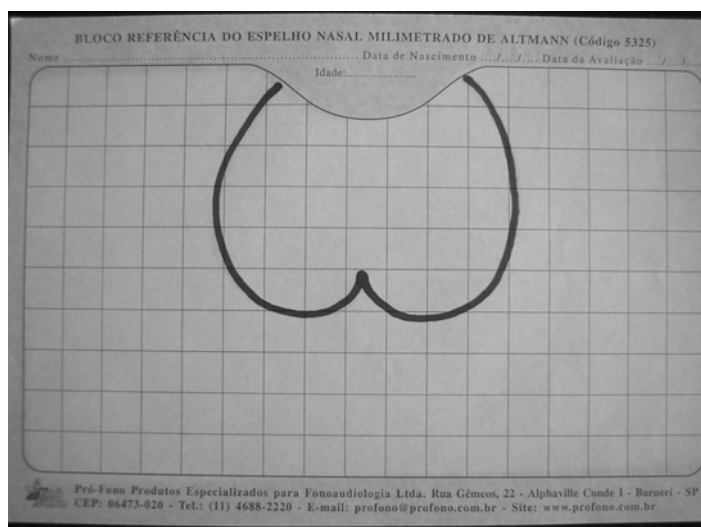 BLOCO REFERÊNCIA DO ESPELHO NASAL MILIMETRADO DE ALTMANN (Código 5325)
Nome ............................................................ Data de Nascimento ..../..../.... Data da Avaliação ..../..../....
Idade:.....................
Pró-Fono Produtos Especializados para Fonoaudiologia Ltda. Rua Gêmeos, 22 - Alphaville Conde I - Barueri - SP
CEP: 06473-020 - Tel.: (11) 4688-2220 - E-mail: profono@profono.com.br - Site: www.profono.com.br